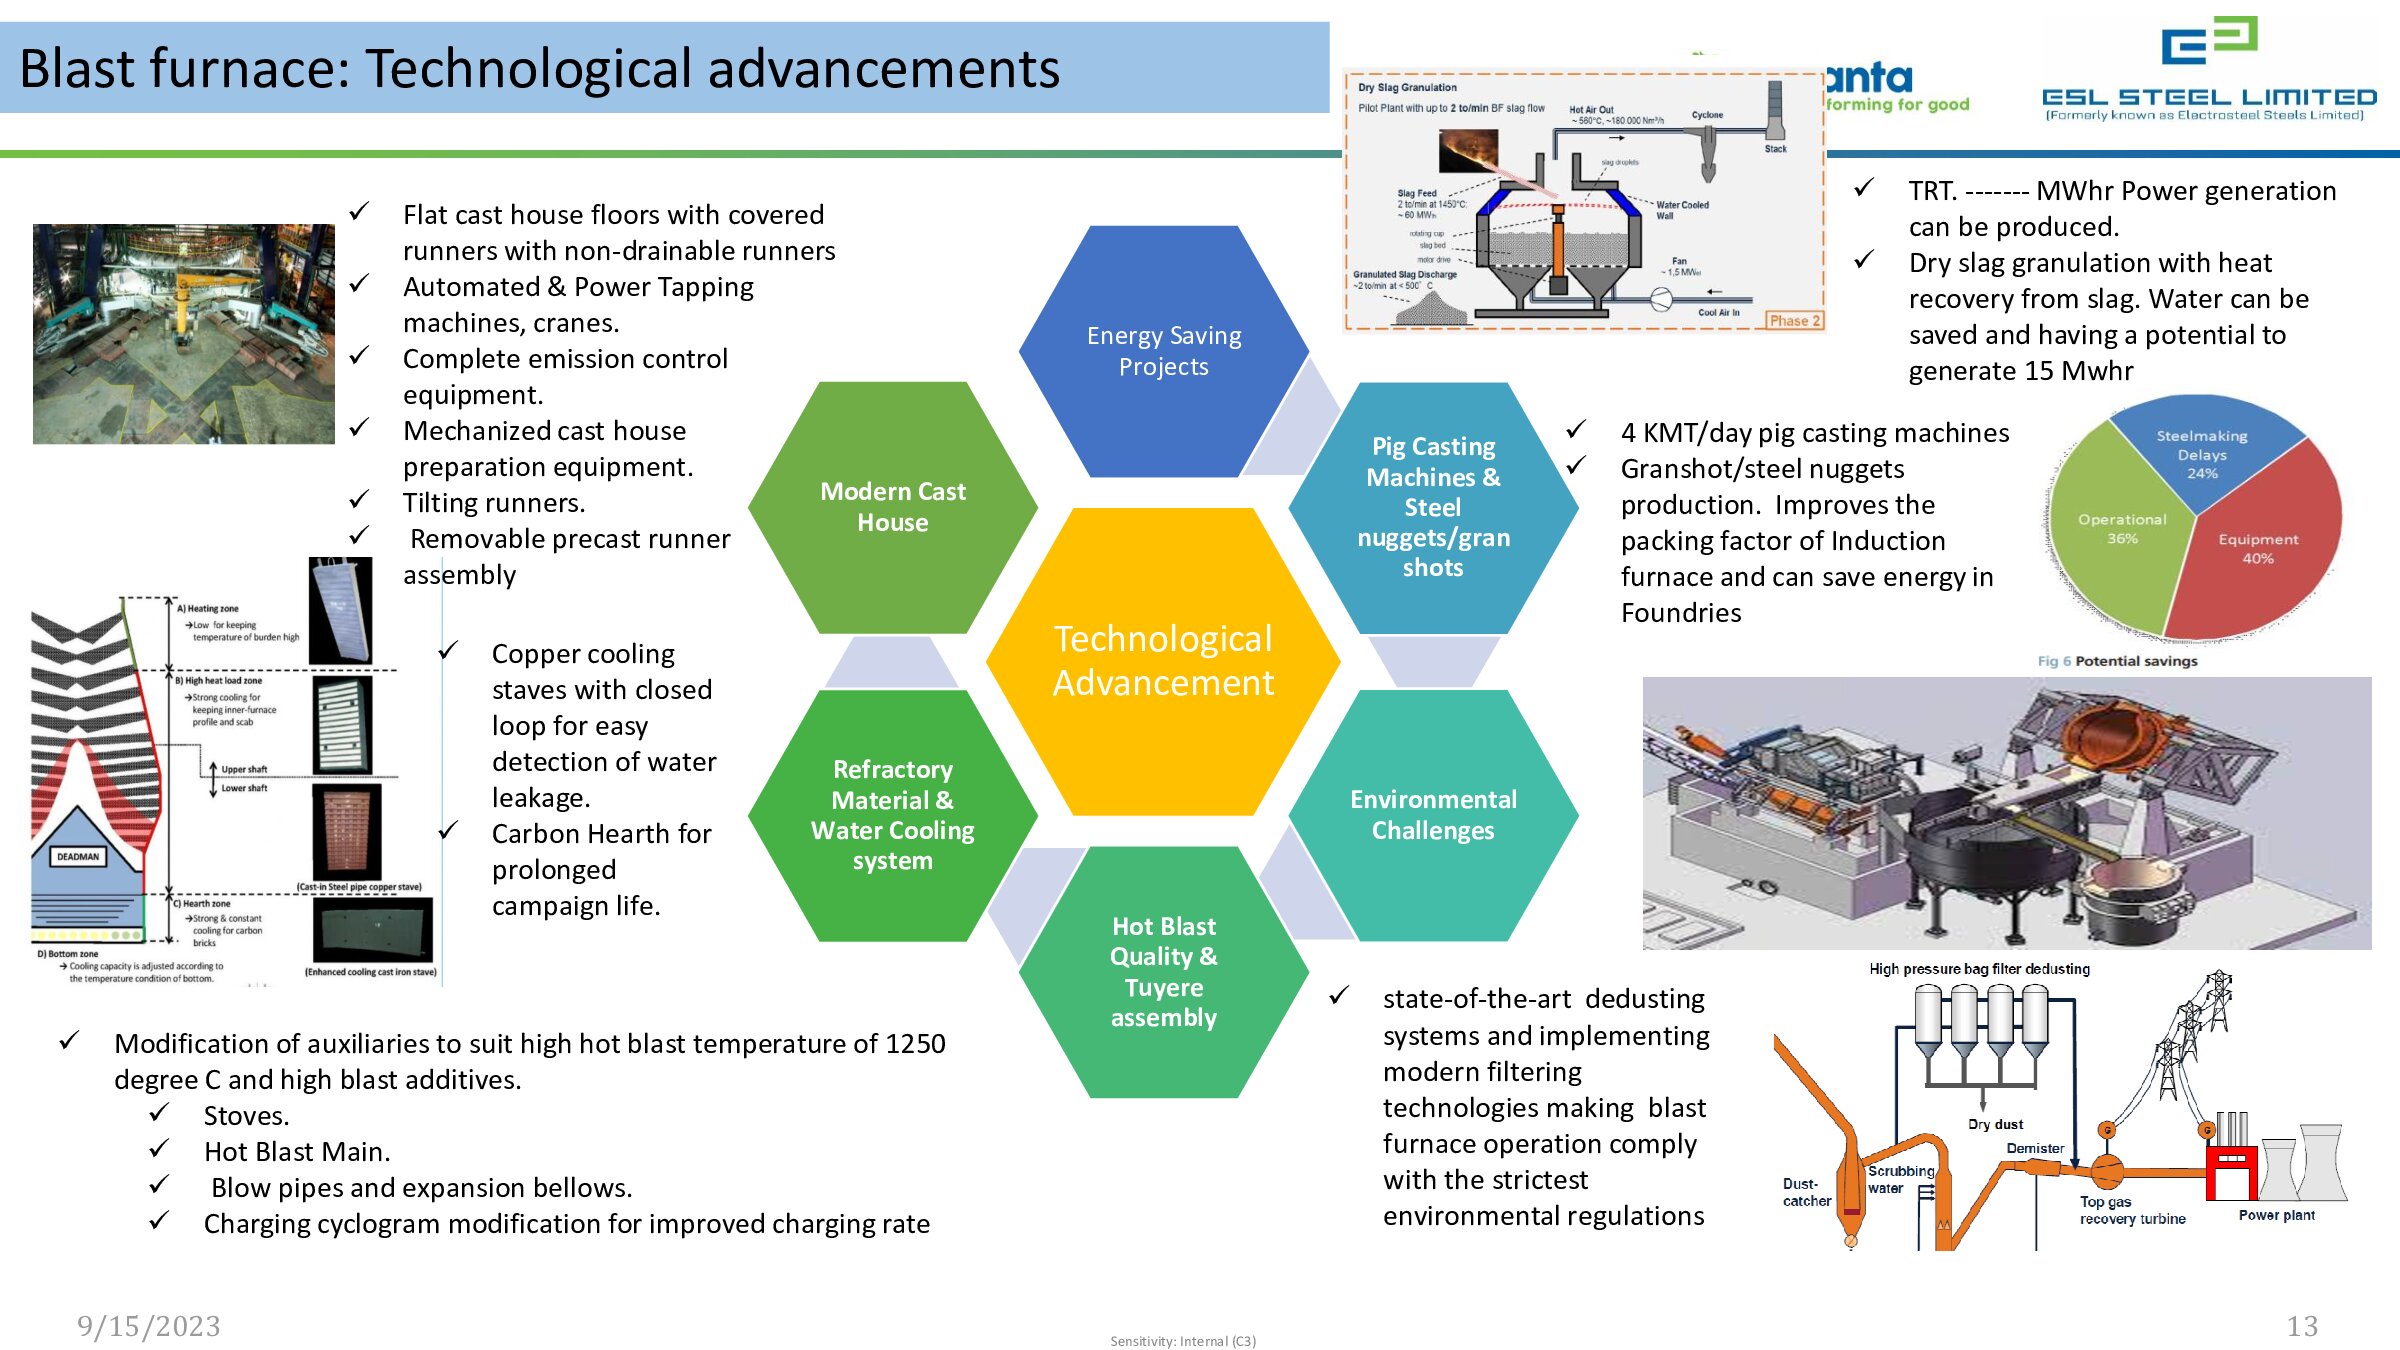 Blast furnace: Technological advancements
anta
forming for good
ESL STEEL LIMITED
(Formerly known as Electrosteel Steels Limited)
Dry Slag Granulation
Pilot Plant with up to 2 to/min BF slag flow
Hot Air Out
~ 560°C, ~180.000 Nm³/h
Cyclone
Stack
slag droplets
Slag Feed
2 to/min at 1450°C:
~ 60 MWth
Water Cooled
Wall
rotating cup
slag bed
motor drive
Fan
~ 1,5 MWel
Granulated Slag Discharge
~2 to/min at < 500° C
Cool Air In
Phase 2
✓ TRT. ------- MWhr Power generation
can be produced.
✓ Dry slag granulation with heat
recovery from slag. Water can be
saved and having a potential to
generate 15 Mwhr
✓ Flat cast house floors with covered
runners with non-drainable runners
✓ Automated & Power Tapping
machines, cranes.
✓ Complete emission control
equipment.
✓ Mechanized cast house
preparation equipment.
✓ Tilting runners.
✓ Removable precast runner
assembly
Energy Saving
Projects
Modern Cast
House
Pig Casting
Machines &
Steel
nuggets/gran
shots
Technological
Advancement
Refractory
Material &
Water Cooling
system
Environmental
Challenges
Hot Blast
Quality &
Tuyere
assembly
✓ 4 KMT/day pig casting machines
✓ Granshot/steel nuggets
production. Improves the
packing factor of Induction
furnace and can save energy in
Foundries
Steelmaking
Delays
24%
Operational
36%
Equipment
40%
Fig 6 Potential savings
A) Heating zone
→Low for keeping
temperature of burden high
B) High heat load zone
→Strong cooling for
keeping inner-furnace
profile and scab
Upper shaft
Lower shaft
DEADMAN
(Cast-in Steel pipe copper stave)
C) Hearth zone
→Strong & constant
cooling for carbon
bricks
D) Bottom zone
→ Cooling capacity is adjusted according to
the temperature condition of bottom.
(Enhanced cooling cast iron stave)
✓ Copper cooling
staves with closed
loop for easy
detection of water
leakage.
✓ Carbon Hearth for
prolonged
campaign life.
✓ Modification of auxiliaries to suit high hot blast temperature of 1250
degree C and high blast additives.
✓ Stoves.
✓ Hot Blast Main.
✓ Blow pipes and expansion bellows.
✓ Charging cyclogram modification for improved charging rate
✓ state-of-the-art dedusting
systems and implementing
modern filtering
technologies making blast
furnace operation comply
with the strictest
environmental regulations
High pressure bag filter dedusting
Dry dust
Demister
Scrubbing
water
Dust-
catcher
G
G
Top gas
recovery turbine
Power plant
9/15/2023
Sensitivity: Internal (C3)
13